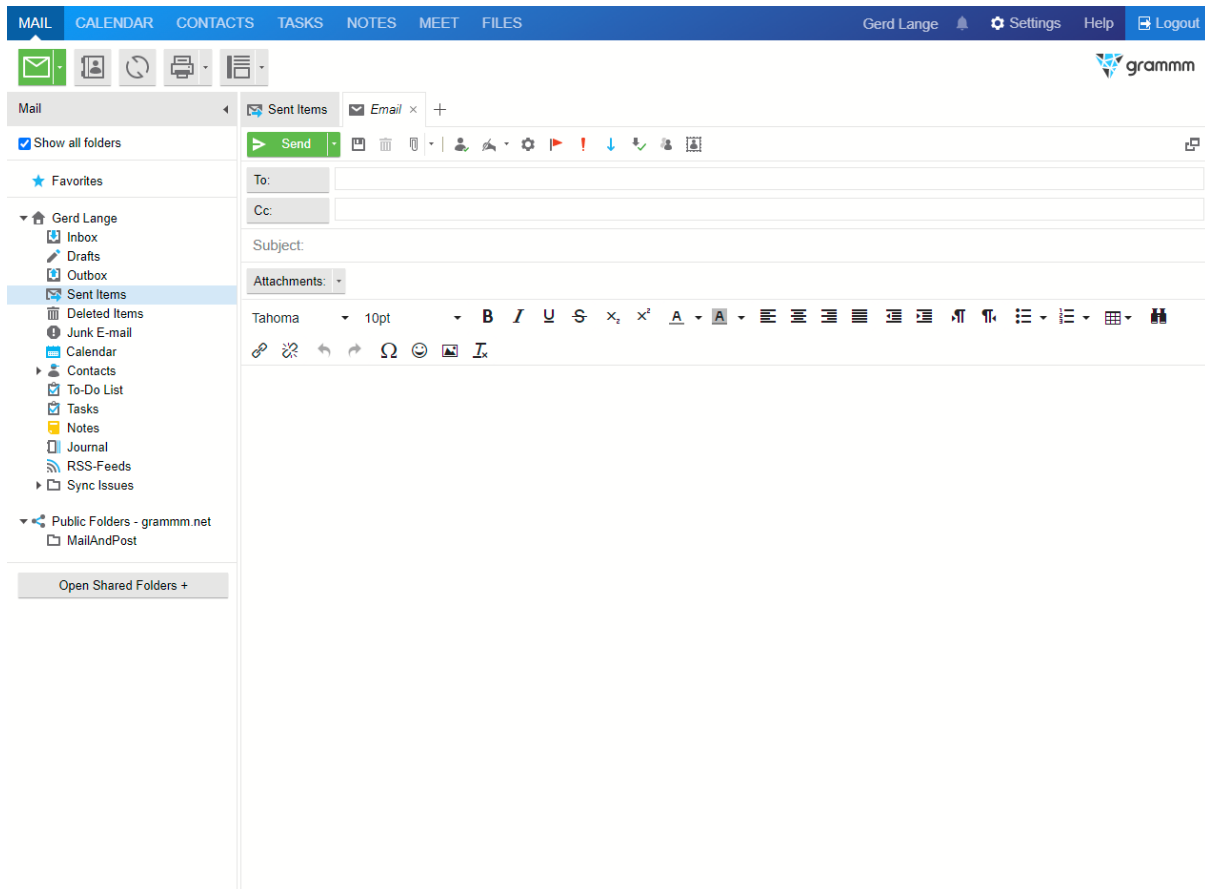 MAIL CALENDAR CONTACTS TASKS NOTES MEET FILES Gerd Lange Settings Help Logout
grammm
Mail Sent Items Email × +
Show all folders Send
Favorites To:
Cc:
Gerd Lange
Inbox Subject:
Drafts
Outbox Attachments:
Sent Items
Deleted Items Tahoma 10pt B I U S x₂ x² A A
Junk E-mail
Calendar
Contacts
To-Do List
Tasks
Notes
Journal
RSS-Feeds
Sync Issues
Public Folders - grammm.net
MailAndPost
Open Shared Folders +